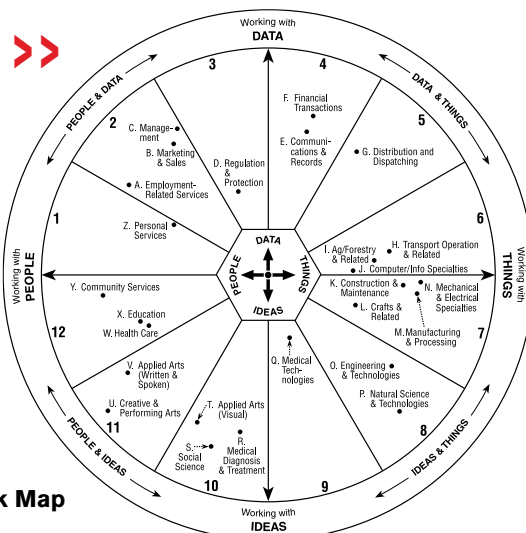 >>
Working with
DATA
PEOPLE & DATA
DATA & THINGS
3
4
2
5
1
6
C. Manage-
ment
B. Marketing
& Sales
D. Regulation
&
Protection
A. Employment-
Related Services
Z. Personal
Services
F. Financial
Transactions
E. Communi-
cations &
Records
G. Distribution and
Dispatching
I. Ag/Forestry
& Related
H. Transport Operation
& Related
J. Computer/Info Specialties
DATA
PEOPLE
THINGS
IDEAS
Working with
PEOPLE
Working with
THINGS
Y. Community Services
X. Education
W. Health Care
V. Applied Arts
(Written &
Spoken)
U. Creative &
Performing Arts
T. Applied Arts
(Visual)
S.
Social
Science
R.
Medical
Diagnosis
& Treatment
Q. Medical
Tech-
nologies
K. Construction &
Maintenance
N. Mechanical
& Electrical
Specialties
L. Crafts &
Related
M. Manufacturing
& Processing
O. Engineering
& Technologies
P. Natural Science
& Technologies
12
7
11
8
10
9
PEOPLE & IDEAS
IDEAS & THINGS
k Map
Working with
IDEAS